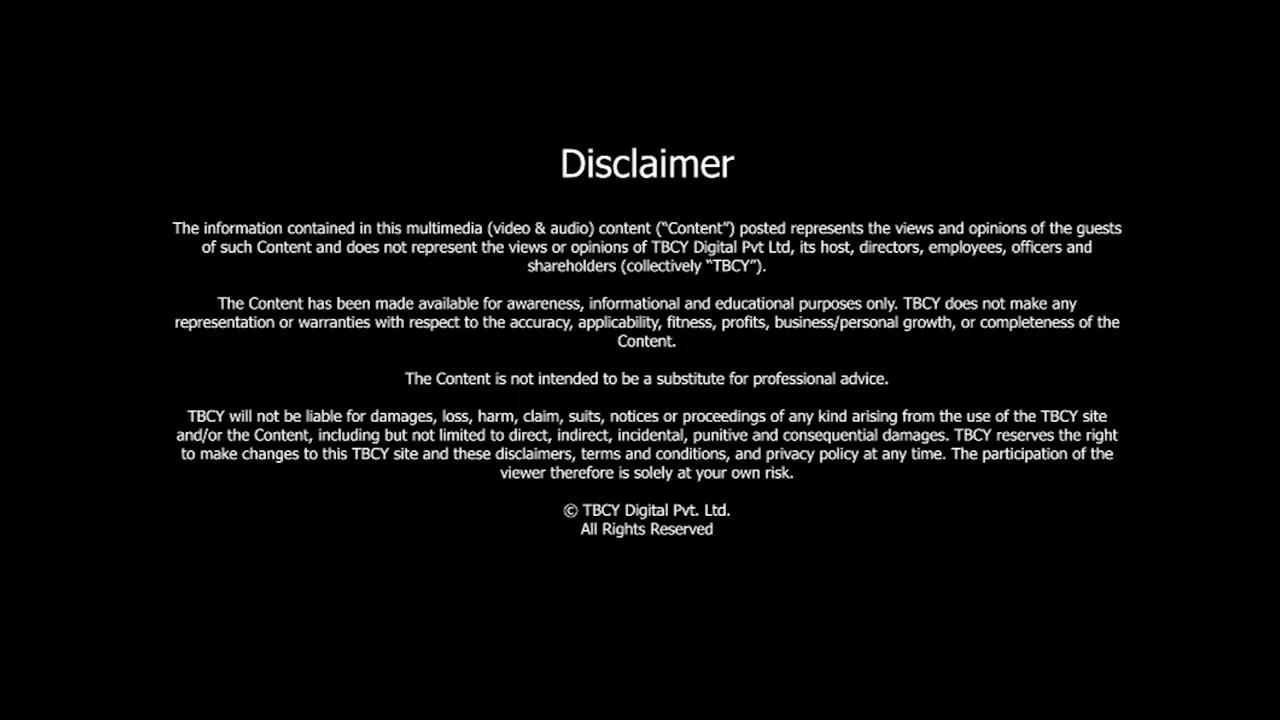 Disclaimer
The information contained in this multimedia (video & audio) content (“Content”) posted represents the views and opinions of the guests
of such Content and does not represent the views or opinions of TBCY Digital Pvt Ltd, its host, directors, employees, officers and
shareholders (collectively “TBCY”).
The Content has been made available for awareness, informational and educational purposes only. TBCY does not make any
representation or warranties with respect to the accuracy, applicability, fitness, profits, business/personal growth, or completeness of the
Content.
The Content is not intended to be a substitute for professional advice.
TBCY will not be liable for damages, loss, harm, claim, suits, notices or proceedings of any kind arising from the use of the TBCY site
and/or the Content, including but not limited to direct, indirect, incidental, punitive and consequential damages. TBCY reserves the right
to make changes to this TBCY site and these disclaimers, terms and conditions, and privacy policy at any time. The participation of the
viewer therefore is solely at your own risk.
© TBCY Digital Pvt. Ltd.
All Rights Reserved